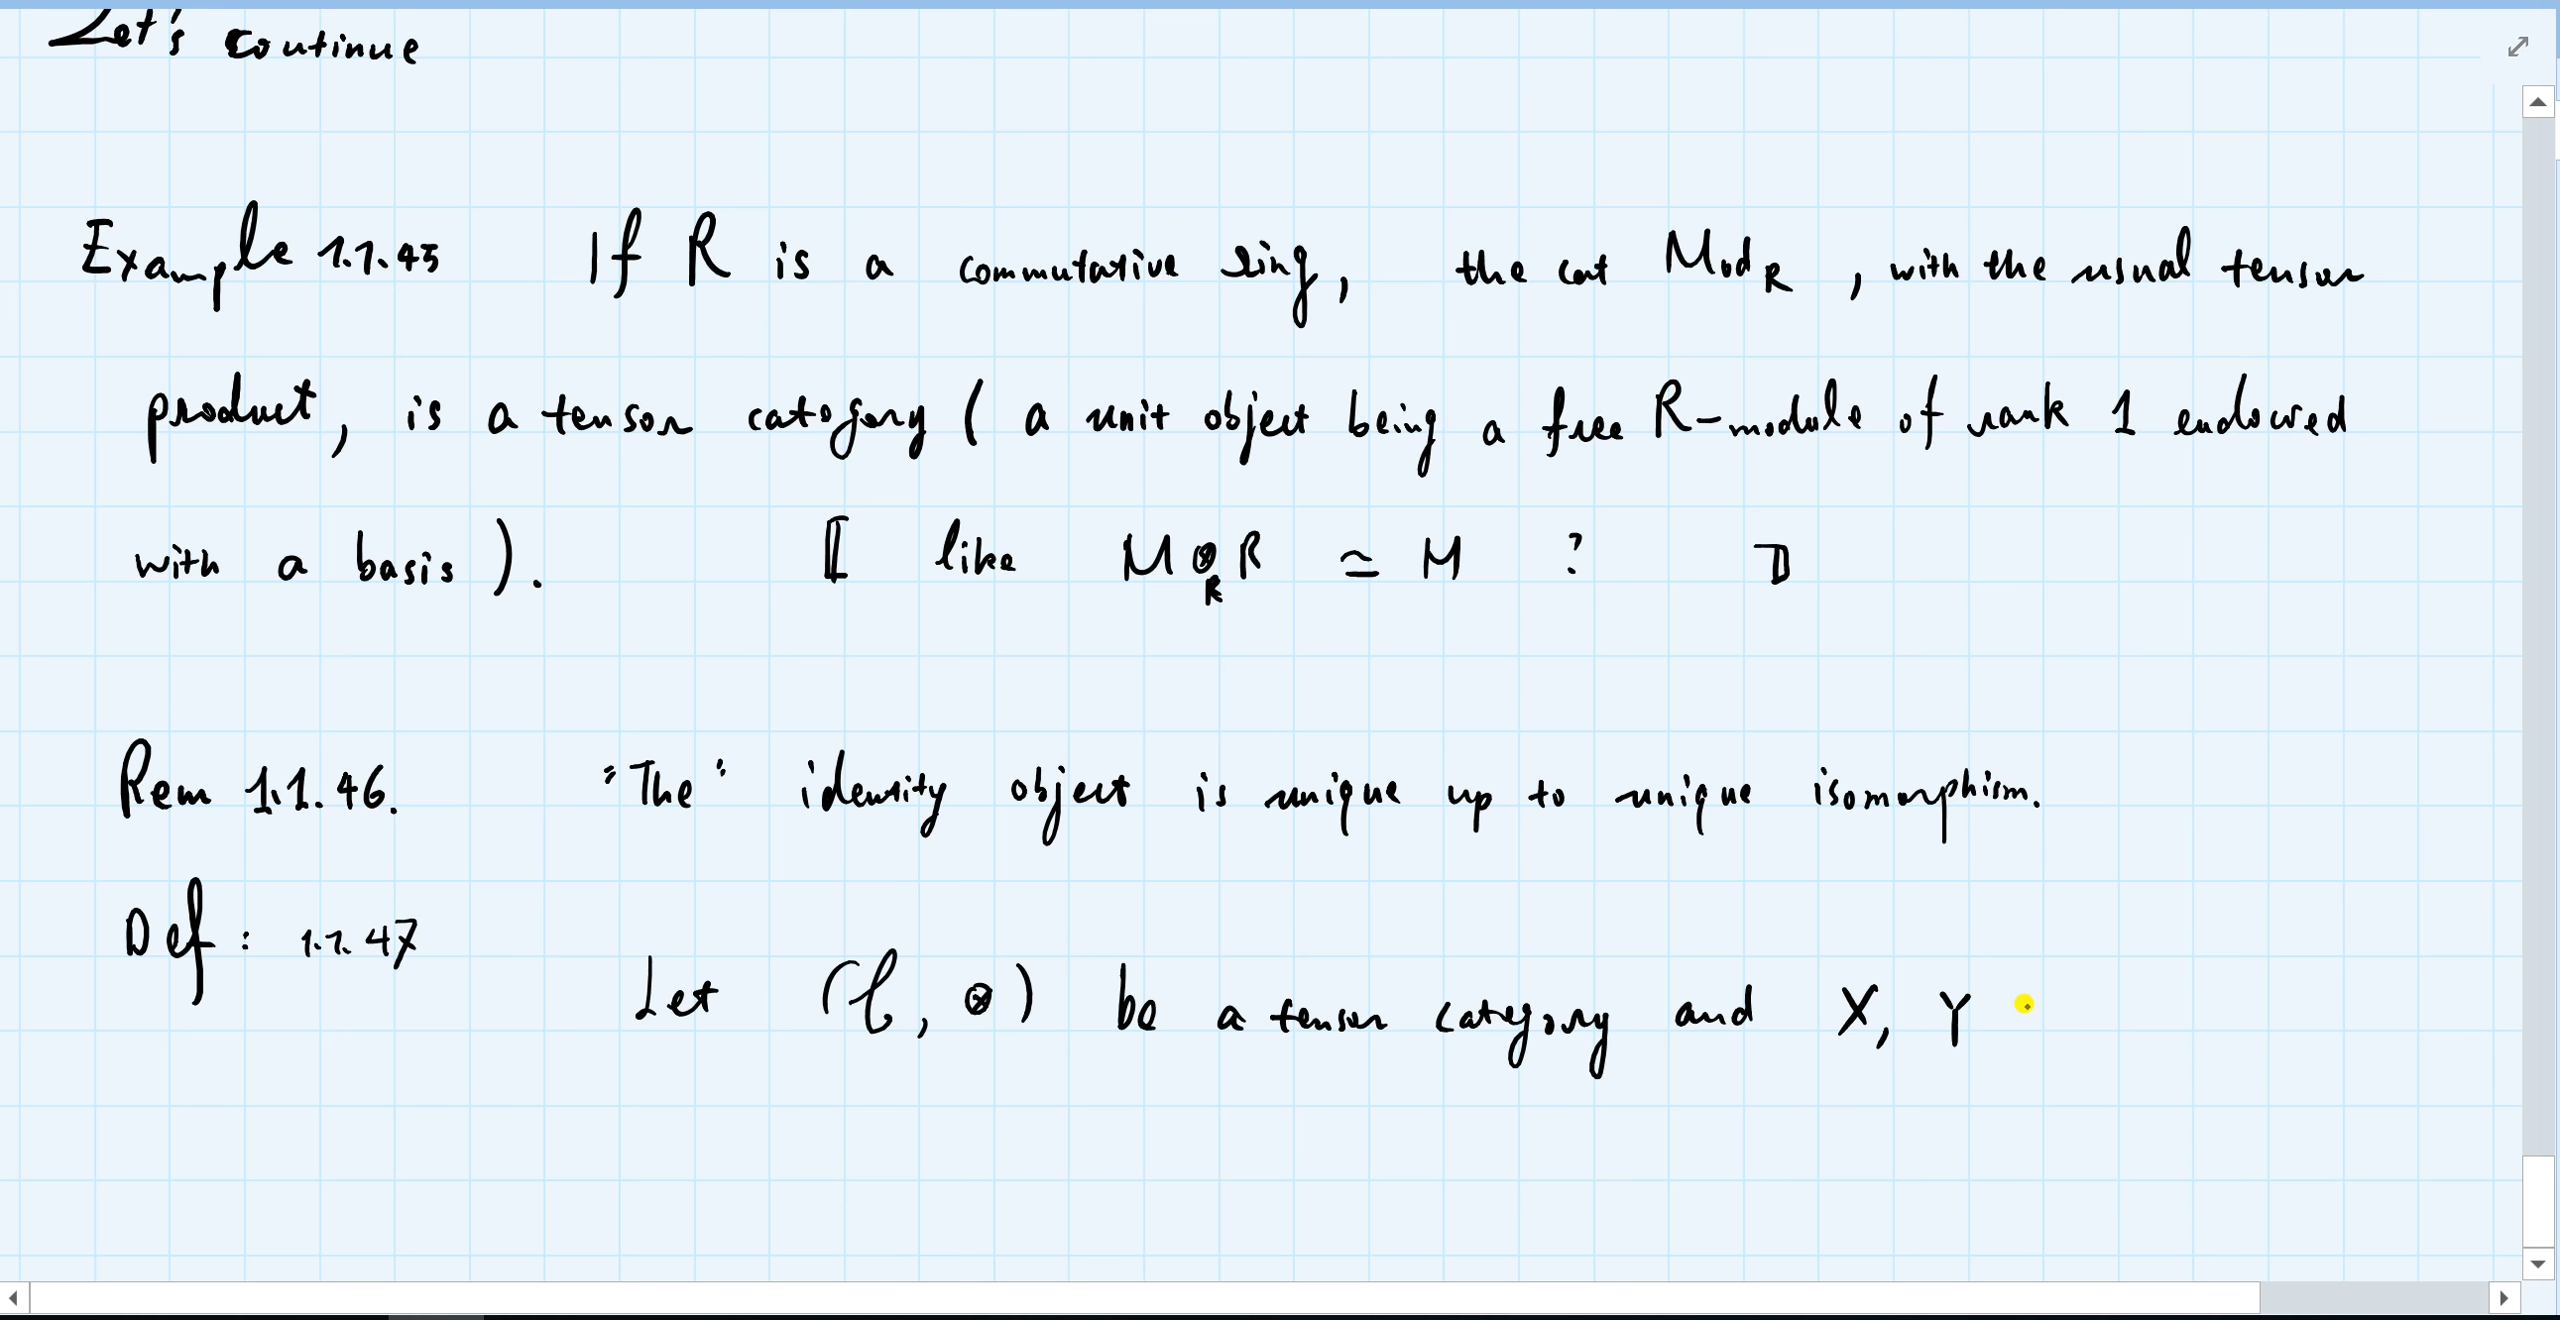 Let's continue
Example 1.1.45 If R is a commutative ring, the cat Mod_R, with the usual tensor
product, is a tensor category ( a unit object being a free R-module of rank 1 endowed
with a basis ). ⟦ like M ⊗_R R ≃ M ? ⟧
Rem 1.1.46. "The" identity object is unique up to unique isomorphism.
Def : 1.1.47
Let (C, ⊗) be a tensor category and X, Y